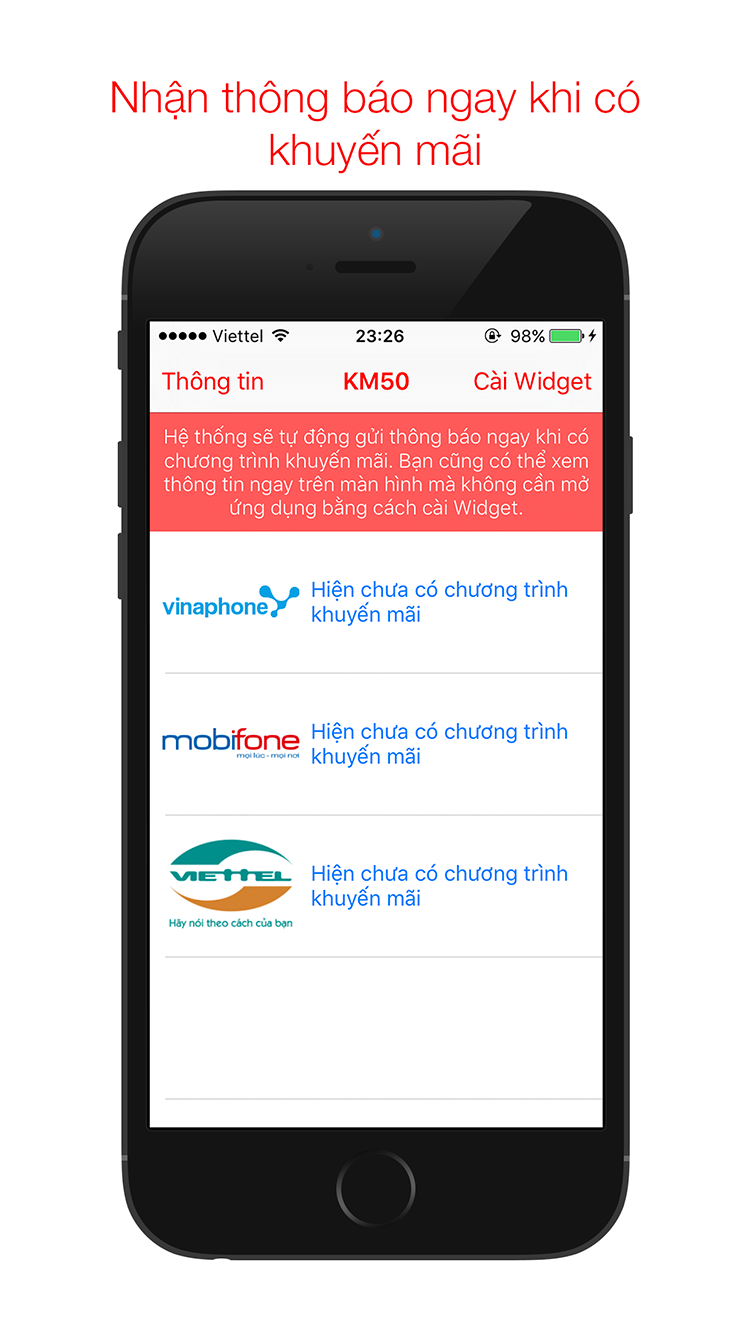 Nhận thông báo ngay khi có
khuyến mãi
Viettel 23:26 98%
Thông tin KM50 Cài Widget
Hệ thống sẽ tự động gửi thông báo ngay khi có
chương trình khuyến mãi. Bạn cũng có thể xem
thông tin ngay trên màn hình mà không cần mở
ứng dụng bằng cách cài Widget.
vinaphone
Hiện chưa có chương trình
khuyến mãi
mobifone
mọi lúc - mọi nơi
Hiện chưa có chương trình
khuyến mãi
VIETTEL
Hãy nói theo cách của bạn
Hiện chưa có chương trình
khuyến mãi